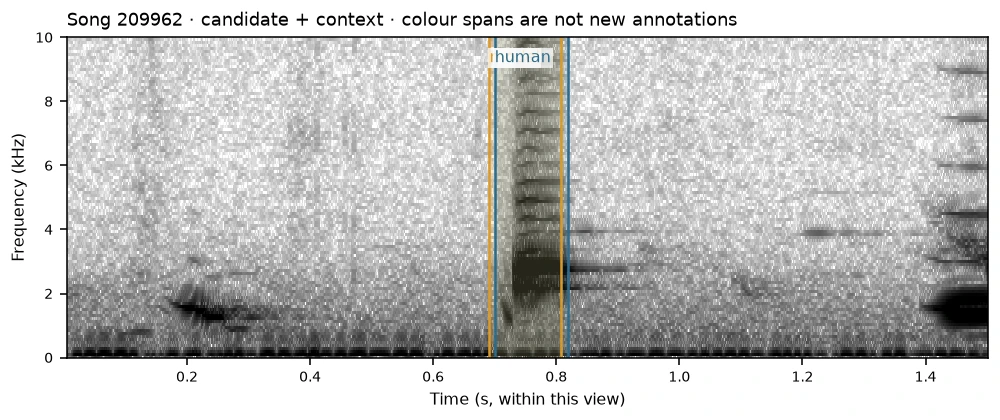 Song 209962 · candidate + context · colour spans are not new annotations
human
Frequency (kHz)
10
8
6
4
2
0
0.2 0.4 0.6 0.8 1.0 1.2 1.4
Time (s, within this view)